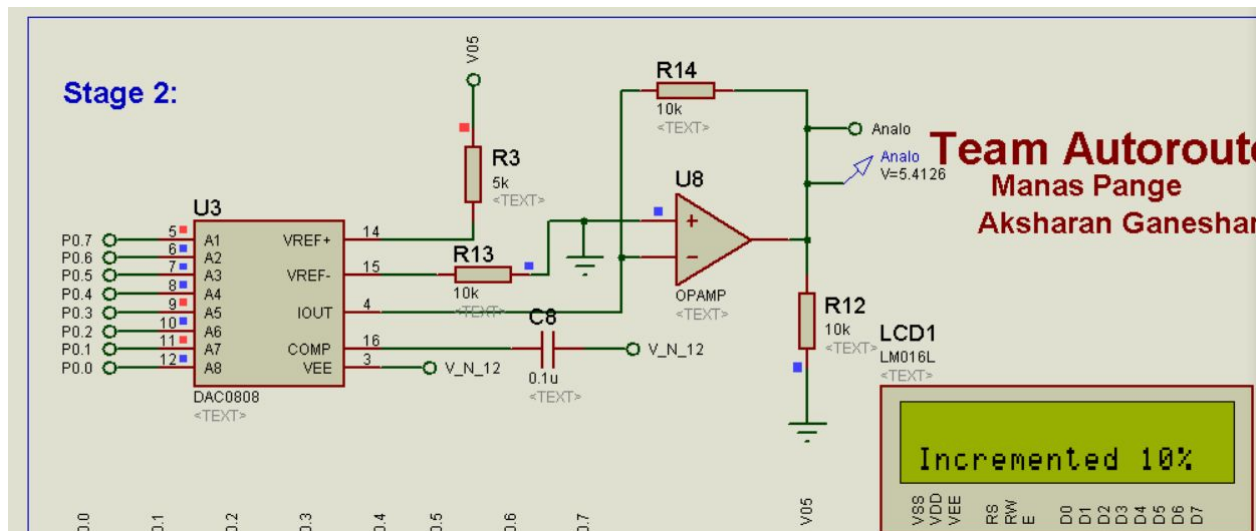 Stage 2:
V05
R3
5k
<TEXT>
R14
10k
<TEXT>
Analo
Analo
V=5.4126
Team Autoroute
Manas Pange
Aksharan Ganeshan
U3
P0.7 5 A1 VREF+ 14
P0.6 6 A2
P0.5 7 A3 VREF- 15
P0.4 8 A4
P0.3 9 A5 IOUT 4
P0.2 10 A6
P0.1 11 A7 COMP 16
P0.0 12 A8 VEE 3
DAC0808
<TEXT>
R13
10k
<TEXT>
U8
+
−
OPAMP
<TEXT>
C8
0.1u
<TEXT>
V_N_12
V_N_12
R12
10k
<TEXT>
LCD1
LM016L
<TEXT>
Incremented 10%
VSS
VDD
VEE
RS
RW
E
D0
D1
D2
D3
D4
D5
D6
D7
V05